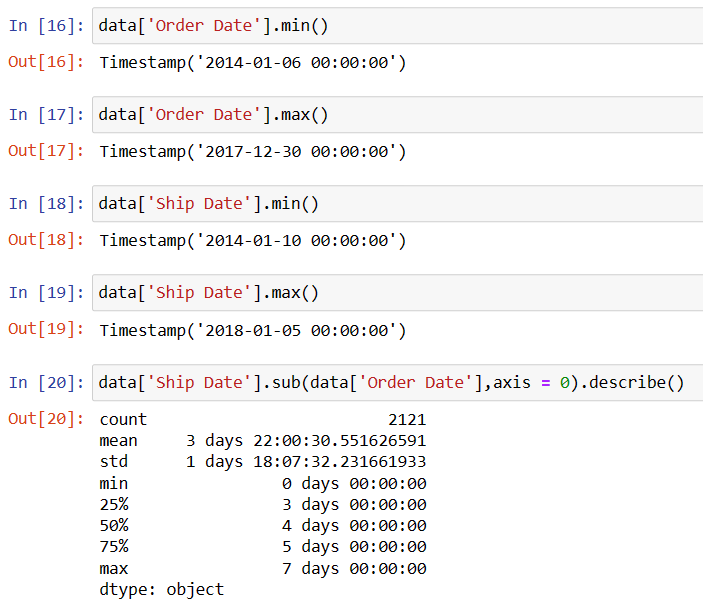 In [16]: data['Order Date'].min()
Out[16]: Timestamp('2014-01-06 00:00:00')
In [17]: data['Order Date'].max()
Out[17]: Timestamp('2017-12-30 00:00:00')
In [18]: data['Ship Date'].min()
Out[18]: Timestamp('2014-01-10 00:00:00')
In [19]: data['Ship Date'].max()
Out[19]: Timestamp('2018-01-05 00:00:00')
In [20]: data['Ship Date'].sub(data['Order Date'],axis = 0).describe()
Out[20]: count                       2121
mean     3 days 22:00:30.551626591
std      1 days 18:07:32.231661933
min                0 days 00:00:00
25%                3 days 00:00:00
50%                4 days 00:00:00
75%                5 days 00:00:00
max                7 days 00:00:00
dtype: object